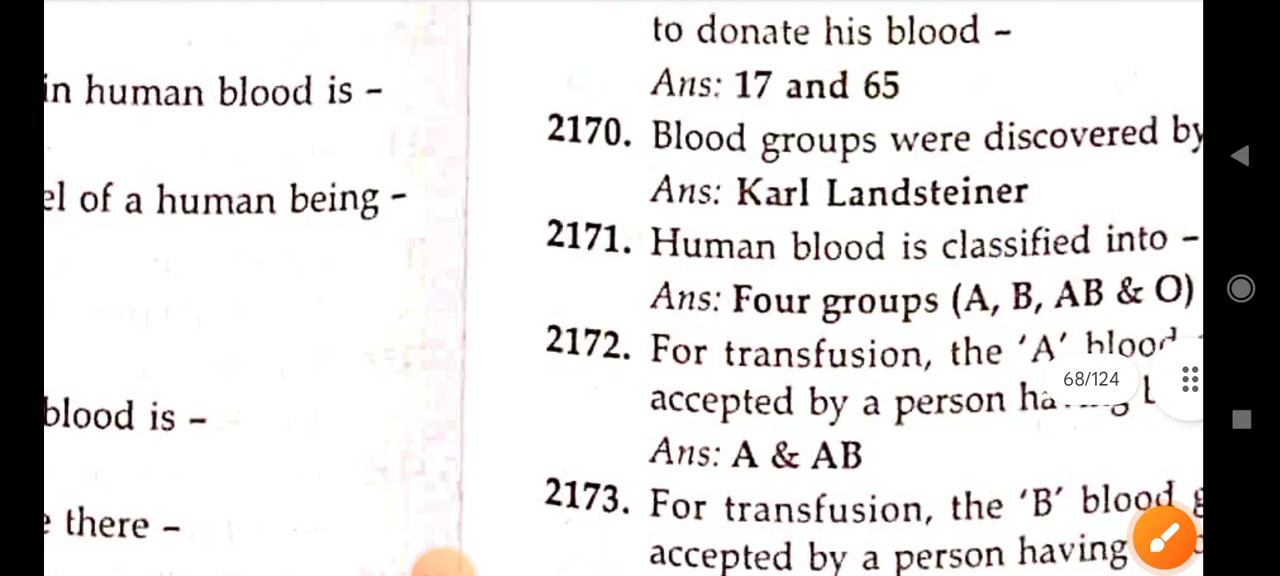 in human blood is -
el of a human being -
blood is -
there -
to donate his blood -
Ans: 17 and 65
2170. Blood groups were discovered by
Ans: Karl Landsteiner
2171. Human blood is classified into -
Ans: Four groups (A, B, AB & O)
2172. For transfusion, the 'A' blood
accepted by a person having
Ans: A & AB
2173. For transfusion, the 'B' blood g
accepted by a person having
68/124